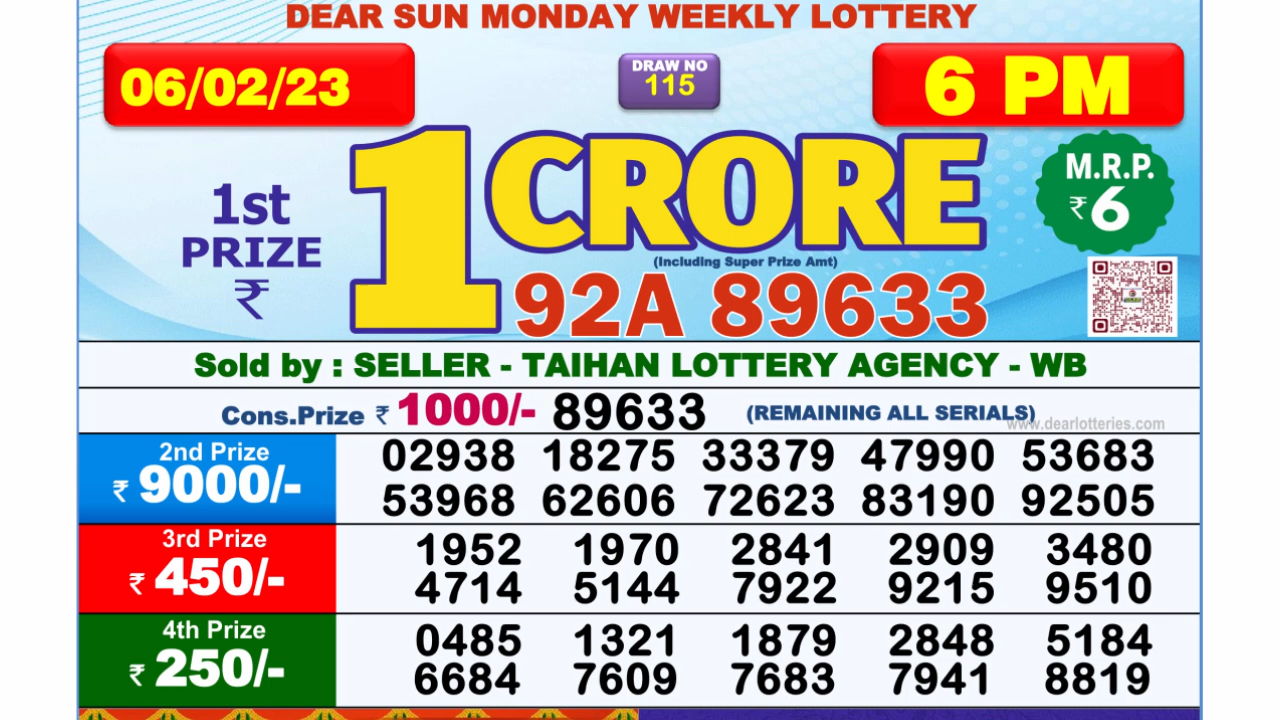 DEAR SUN MONDAY WEEKLY LOTTERY
06/02/23
DRAW NO
115
6 PM
1st
PRIZE
₹
1 CRORE
(Including Super Prize Amt)
92A 89633
M.R.P.
₹ 6
Sold by : SELLER - TAIHAN LOTTERY AGENCY - WB
Cons.Prize ₹ 1000/- 89633 (REMAINING ALL SERIALS)
www.dearlotteries.com
2nd Prize
₹ 9000/-
02938 18275 33379 47990 53683
53968 62606 72623 83190 92505
3rd Prize
₹ 450/-
1952 1970 2841 2909 3480
4714 5144 7922 9215 9510
4th Prize
₹ 250/-
0485 1321 1879 2848 5184
6684 7609 7683 7941 8819